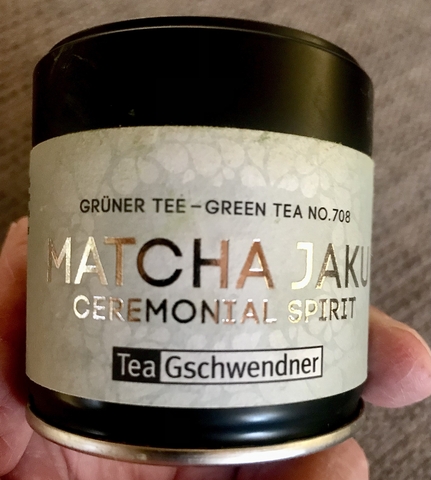 GRÜNER TEE – GREEN TEA NO.708
MATCHA JAKU
CEREMONIAL SPIRIT
Tea Gschwendner